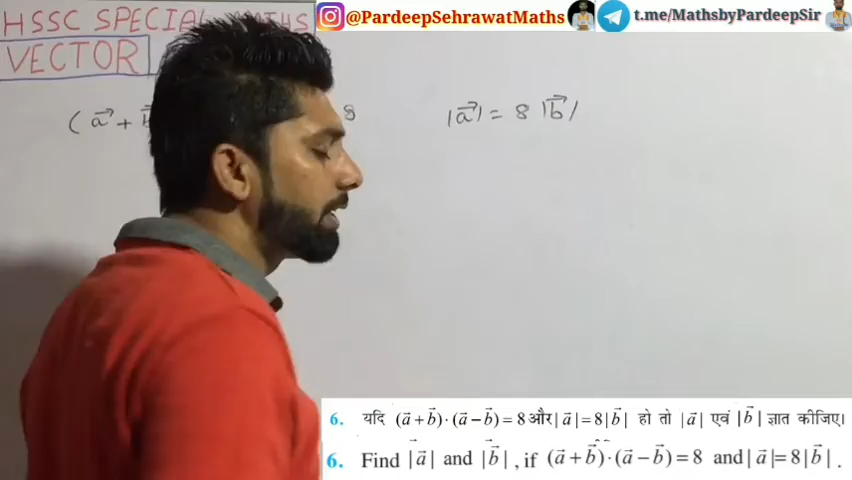 HSSC SPECIAL MATHS
@PardeepSehrawatMaths
t.me/MathsbyPardeepSir
VECTOR
(a⃗ + 8
|a⃗| = 8 |b⃗|
6. यदि (a⃗+b⃗)·(a⃗−b⃗)=8 और |a⃗|=8|b⃗| हो तो |a⃗| एवं |b⃗| ज्ञात कीजिए।
6. Find |a⃗| and |b⃗|, if (a⃗+b⃗)·(a⃗−b⃗)=8 and |a⃗|=8|b⃗|.